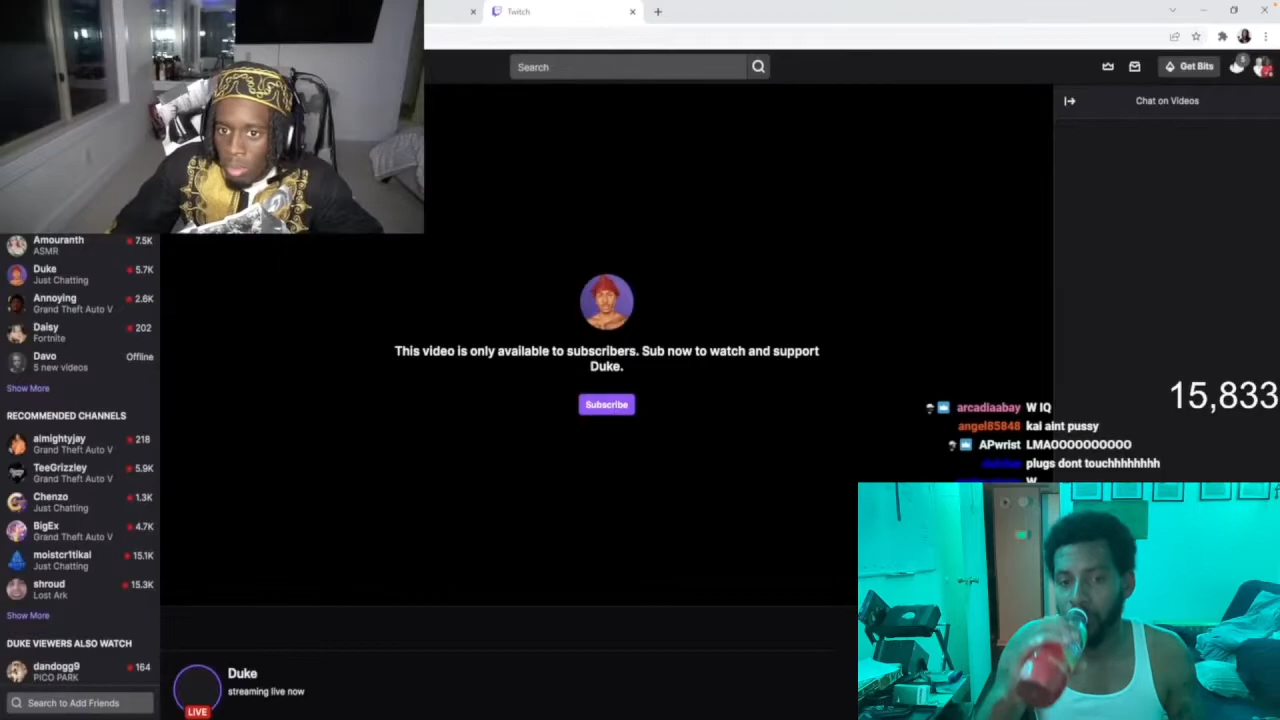 Twitch
Search
Get Bits
Chat on Videos
Amouranth
ASMR
7.5K
Duke
Just Chatting
5.7K
Annoying
Grand Theft Auto V
2.6K
Daisy
Fortnite
202
Davo
5 new videos
Offline
Show More
RECOMMENDED CHANNELS
almightyjay
Grand Theft Auto V
218
TeeGrizzley
Grand Theft Auto V
5.9K
Chenzo
Just Chatting
1.3K
BigEx
Grand Theft Auto V
4.7K
moistcr1tikal
Just Chatting
15.1K
shroud
Lost Ark
15.3K
Show More
DUKE VIEWERS ALSO WATCH
dandogg9
PICO PARK
164
Search to Add Friends
This video is only available to subscribers. Sub now to watch and support
Duke.
Subscribe
Duke
streaming live now
LIVE
15,833
arcadiaabay W IQ
angel85848 kai aint pussy
APwrist LMAOOOOOOOOOO
plugs dont touchhhhhhhh
W